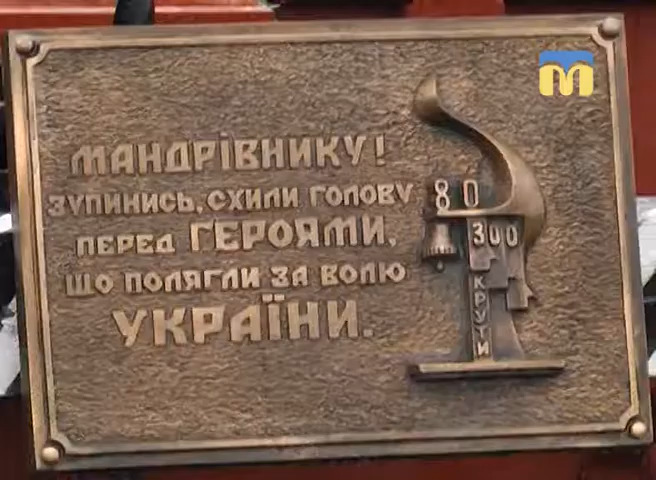 МАНДРІВНИКУ!
ЗУПИНИСЬ, СХИЛИ ГОЛОВУ
ПЕРЕД ГЕРОЯМИ,
ЩО ПОЛЯГЛИ ЗА ВОЛЮ
УКРАЇНИ.
80
300
КРУТИ
М